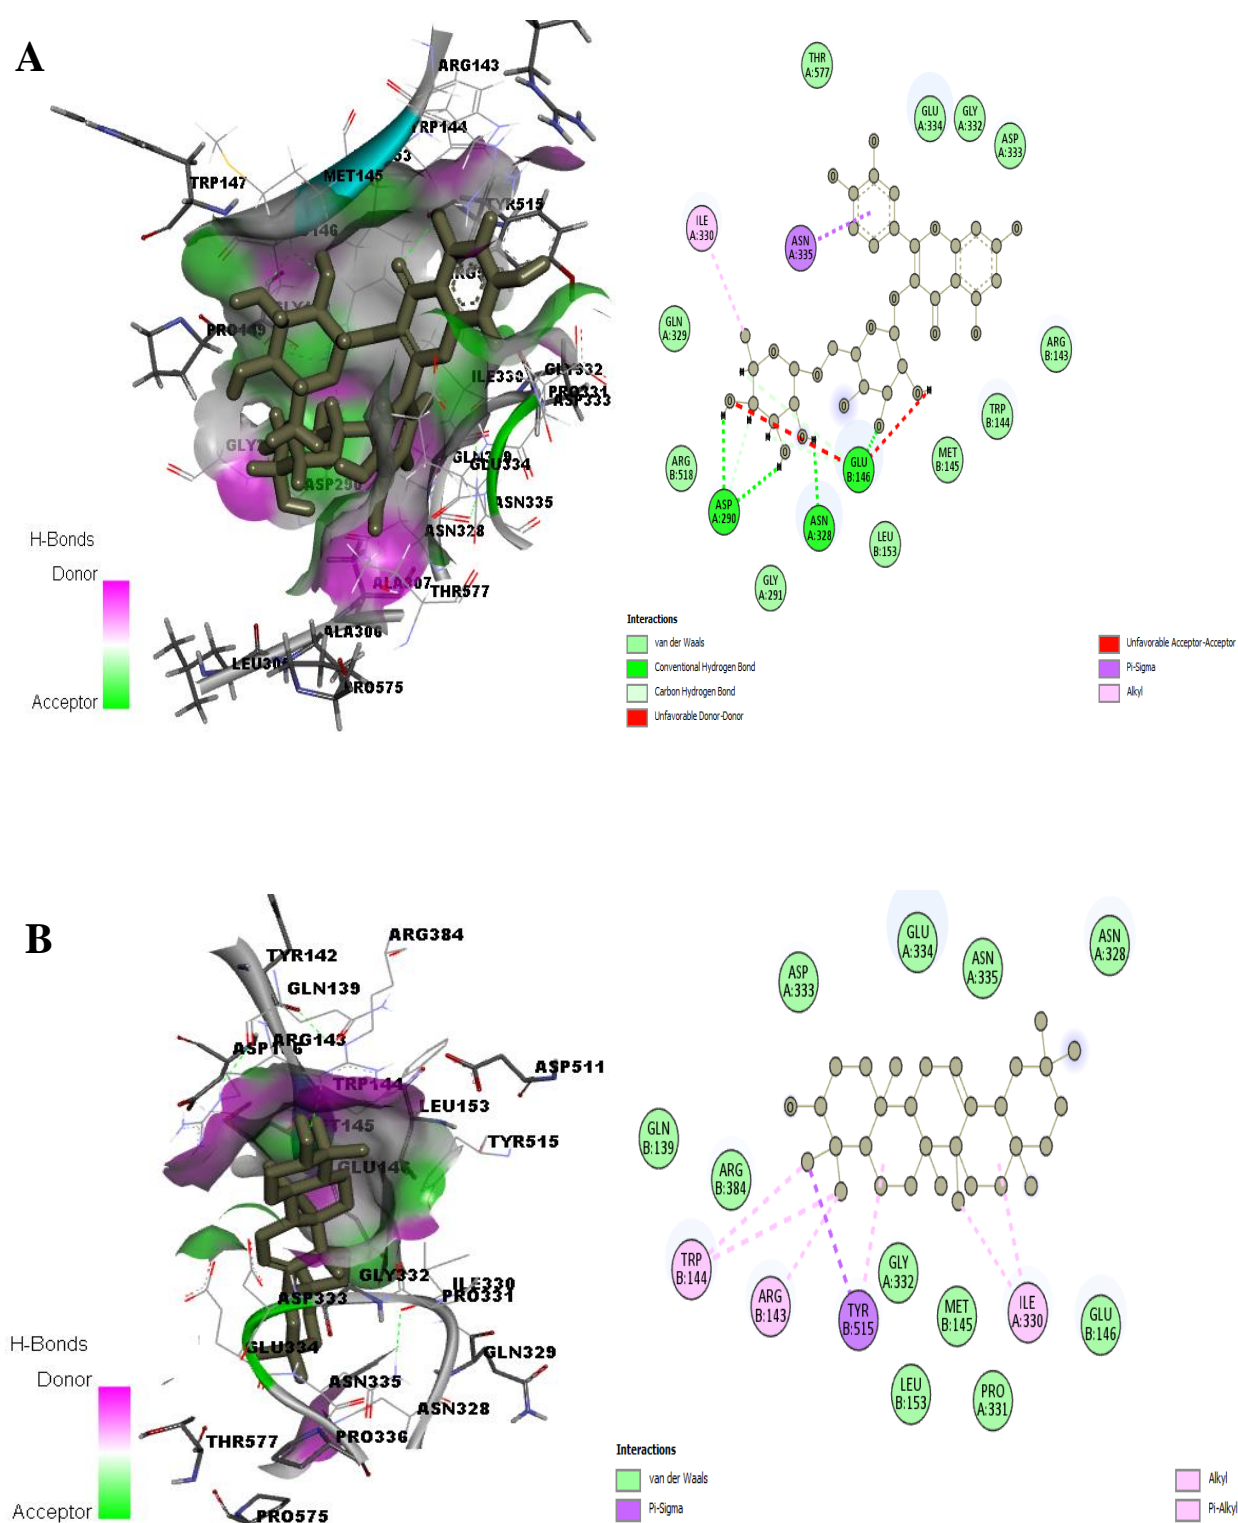 A
ARG143
TRP144
MET145
TRP147
TYR515
PRO149
ILE330
GLY332
PRO331
ASP333
GLU334
ASP290
ASN335
ASN328
ALA307
THR577
ALA306
PRO575
H-Bonds
Donor
Acceptor
THR
A:577
GLU
A:334
GLY
A:332
ASP
A:333
ILE
A:330
ASN
A:335
GLN
A:329
ARG
B:143
TRP
B:144
MET
B:145
ARG
B:518
GLU
B:146
ASP
A:290
ASN
A:328
LEU
B:153
GLY
A:291
Interactions
van der Waals
Conventional Hydrogen Bond
Carbon Hydrogen Bond
Unfavorable Donor-Donor
Unfavorable Acceptor-Acceptor
Pi-Sigma
Alkyl
B
ARG384
TYR142
GLN139
ARG143
ASP511
TRP144
LEU153
TYR515
GLU146
GLY332
ILE330
PRO331
ASP333
GLU334
GLN329
ASN335
ASN328
PRO336
THR577
PRO575
H-Bonds
Donor
Acceptor
GLU
A:334
ASN
A:335
ASN
A:328
ASP
A:333
GLN
B:139
ARG
B:384
TRP
B:144
ARG
B:143
TYR
B:515
GLY
A:332
MET
B:145
ILE
A:330
GLU
B:146
LEU
B:153
PRO
A:331
Interactions
van der Waals
Pi-Sigma
Alkyl
Pi-Alkyl